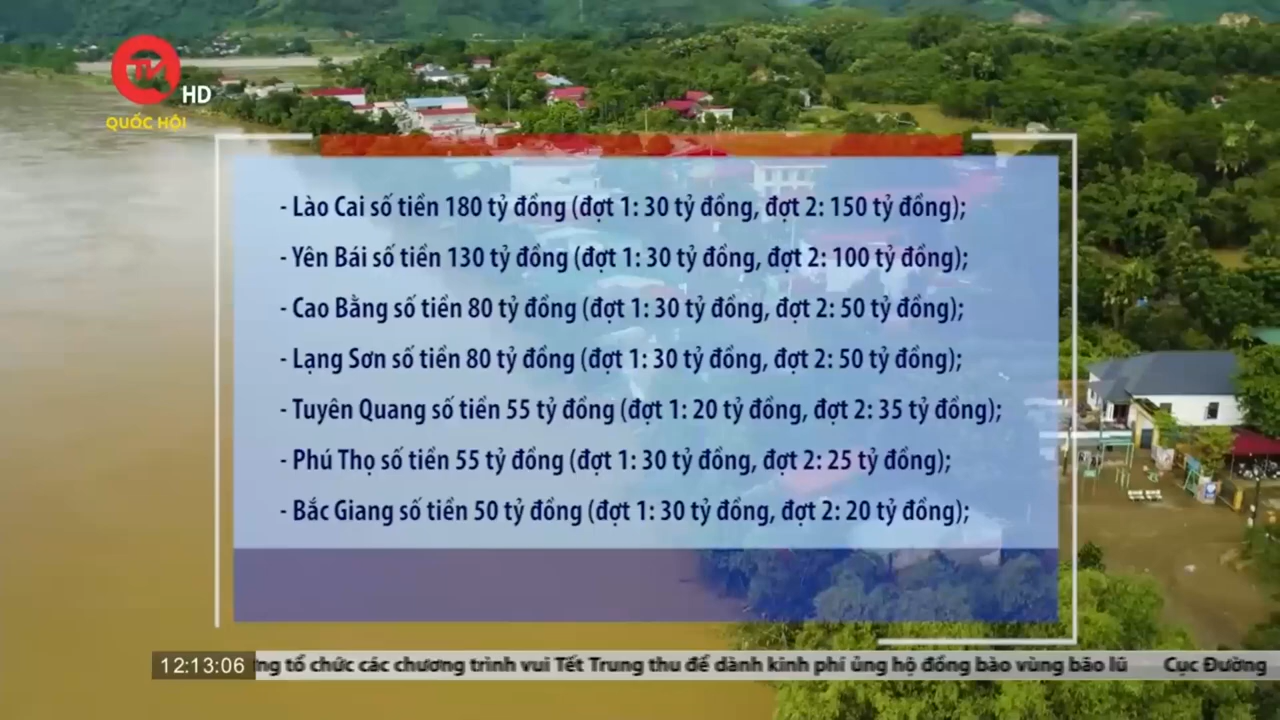 TV
HD
QUỐC HỘI
- Lào Cai số tiền 180 tỷ đồng (đợt 1: 30 tỷ đồng, đợt 2: 150 tỷ đồng);
- Yên Bái số tiền 130 tỷ đồng (đợt 1: 30 tỷ đồng, đợt 2: 100 tỷ đồng);
- Cao Bằng số tiền 80 tỷ đồng (đợt 1: 30 tỷ đồng, đợt 2: 50 tỷ đồng);
- Lạng Sơn số tiền 80 tỷ đồng (đợt 1: 30 tỷ đồng, đợt 2: 50 tỷ đồng);
- Tuyên Quang số tiền 55 tỷ đồng (đợt 1: 20 tỷ đồng, đợt 2: 35 tỷ đồng);
- Phú Thọ số tiền 55 tỷ đồng (đợt 1: 30 tỷ đồng, đợt 2: 25 tỷ đồng);
- Bắc Giang số tiền 50 tỷ đồng (đợt 1: 30 tỷ đồng, đợt 2: 20 tỷ đồng);
12:13:06 tổ chức các chương trình vui Tết Trung thu để dành kinh phí ủng hộ đồng bào vùng bão lũ Cục Đường